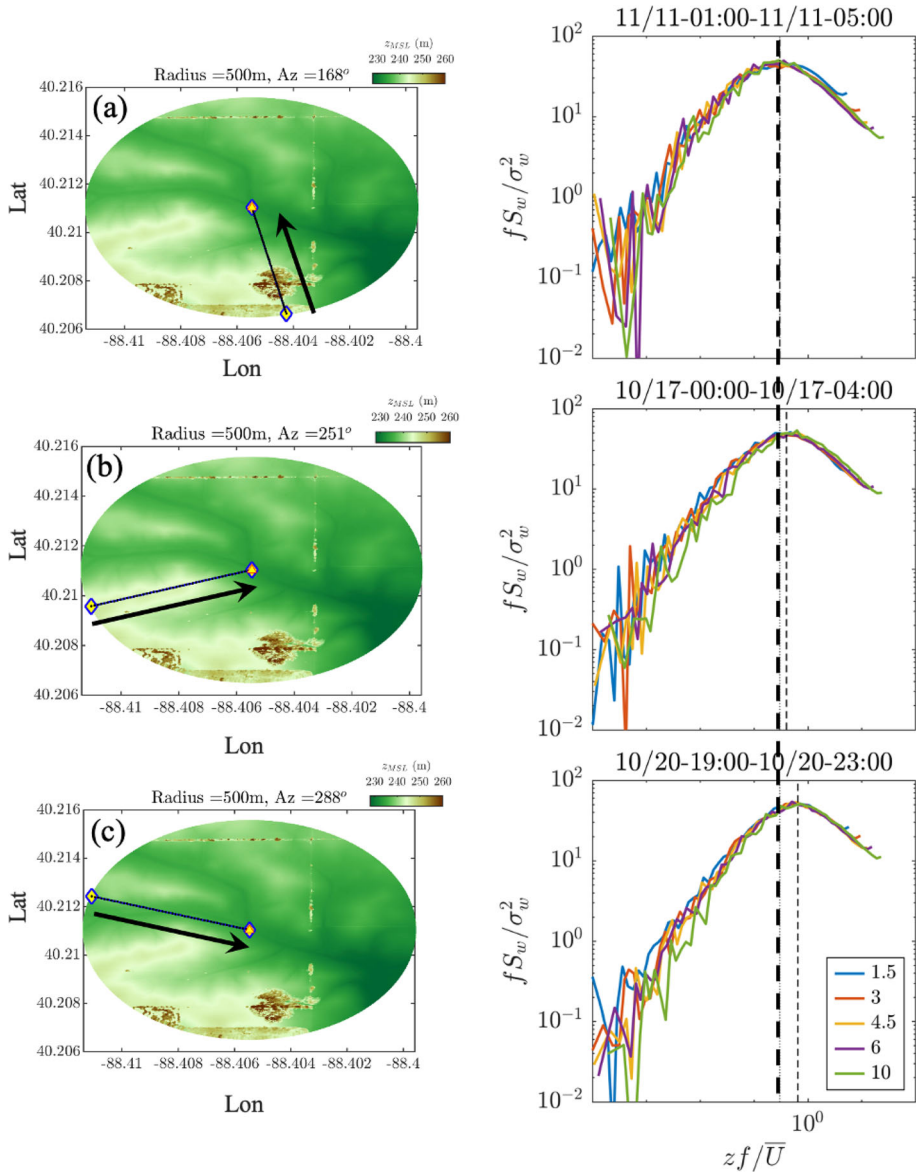 z_MSL (m)
230 240 250 260
Radius =500m, Az =168°
(a)
40.216
40.214
40.212
40.21
40.208
40.206
Lat
-88.41 -88.408 -88.406 -88.404 -88.402 -88.4
Lon
11/11-01:00-11/11-05:00
10^2
10^1
10^0
10^-1
10^-2
fS_w/σ_w^2
z_MSL (m)
230 240 250 260
Radius =500m, Az =251°
(b)
40.216
40.214
40.212
40.21
40.208
40.206
Lat
-88.41 -88.408 -88.406 -88.404 -88.402 -88.4
Lon
10/17-00:00-10/17-04:00
10^2
10^1
10^0
10^-1
10^-2
fS_w/σ_w^2
z_MSL (m)
230 240 250 260
Radius =500m, Az =288°
(c)
40.216
40.214
40.212
40.21
40.208
40.206
Lat
-88.41 -88.408 -88.406 -88.404 -88.402 -88.4
Lon
10/20-19:00-10/20-23:00
10^2
10^1
10^0
10^-1
10^-2
fS_w/σ_w^2
1.5
3
4.5
6
10
10^0
zf/U̅